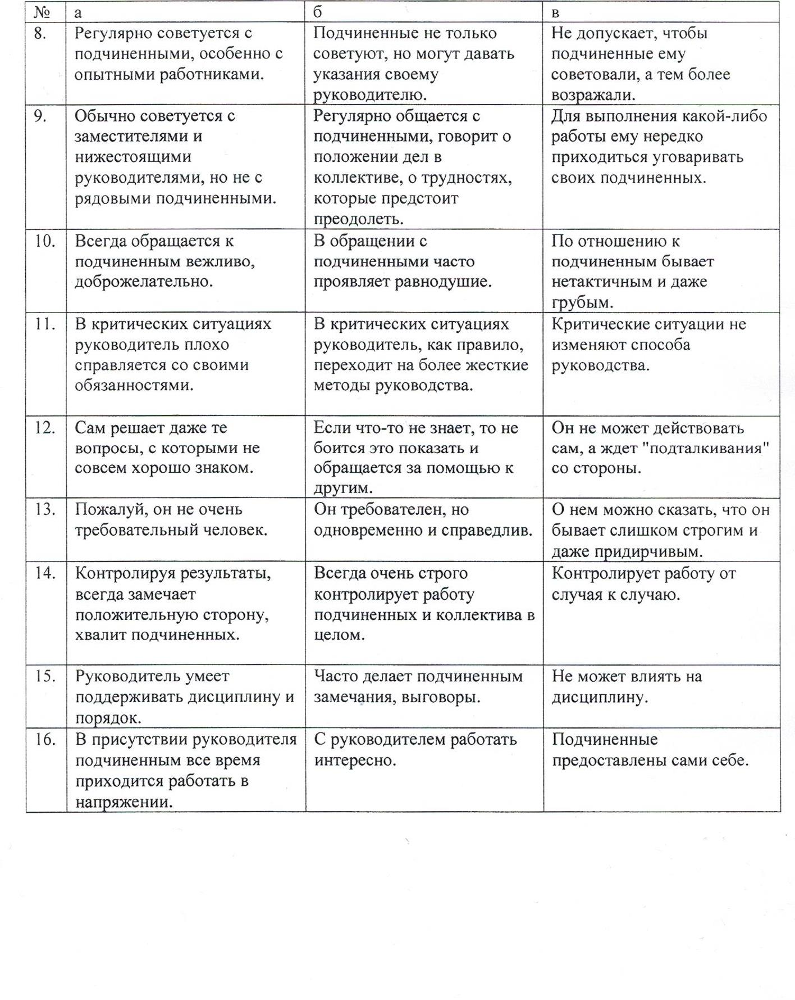 № а б в
8. Регулярно советуется с
подчиненными, особенно с
опытными работниками.
Подчиненные не только
советуют, но могут давать
указания своему
руководителю.
Не допускает, чтобы
подчиненные ему
советовали, а тем более
возражали.
9. Обычно советуется с
заместителями и
нижестоящими
руководителями, но не с
рядовыми подчиненными.
Регулярно общается с
подчиненными, говорит о
положении дел в
коллективе, о трудностях,
которые предстоит
преодолеть.
Для выполнения какой-либо
работы ему нередко
приходиться уговаривать
своих подчиненных.
10. Всегда обращается к
подчиненным вежливо,
доброжелательно.
В обращении с
подчиненными часто
проявляет равнодушие.
По отношению к
подчиненным бывает
нетактичным и даже
грубым.
11. В критических ситуациях
руководитель плохо
справляется со своими
обязанностями.
В критических ситуациях
руководитель, как правило,
переходит на более жесткие
методы руководства.
Критические ситуации не
изменяют способа
руководства.
12. Сам решает даже те
вопросы, с которыми не
совсем хорошо знаком.
Если что-то не знает, то не
боится это показать и
обращается за помощью к
другим.
Он не может действовать
сам, а ждет "подталкивания"
со стороны.
13. Пожалуй, он не очень
требовательный человек.
Он требователен, но
одновременно и справедлив.
О нем можно сказать, что он
бывает слишком строгим и
даже придирчивым.
14. Контролируя результаты,
всегда замечает
положительную сторону,
хвалит подчиненных.
Всегда очень строго
контролирует работу
подчиненных и коллектива в
целом.
Контролирует работу от
случая к случаю.
15. Руководитель умеет
поддерживать дисциплину и
порядок.
Часто делает подчиненным
замечания, выговоры.
Не может влиять на
дисциплину.
16. В присутствии руководителя
подчиненным все время
приходится работать в
напряжении.
С руководителем работать
интересно.
Подчиненные
предоставлены сами себе.